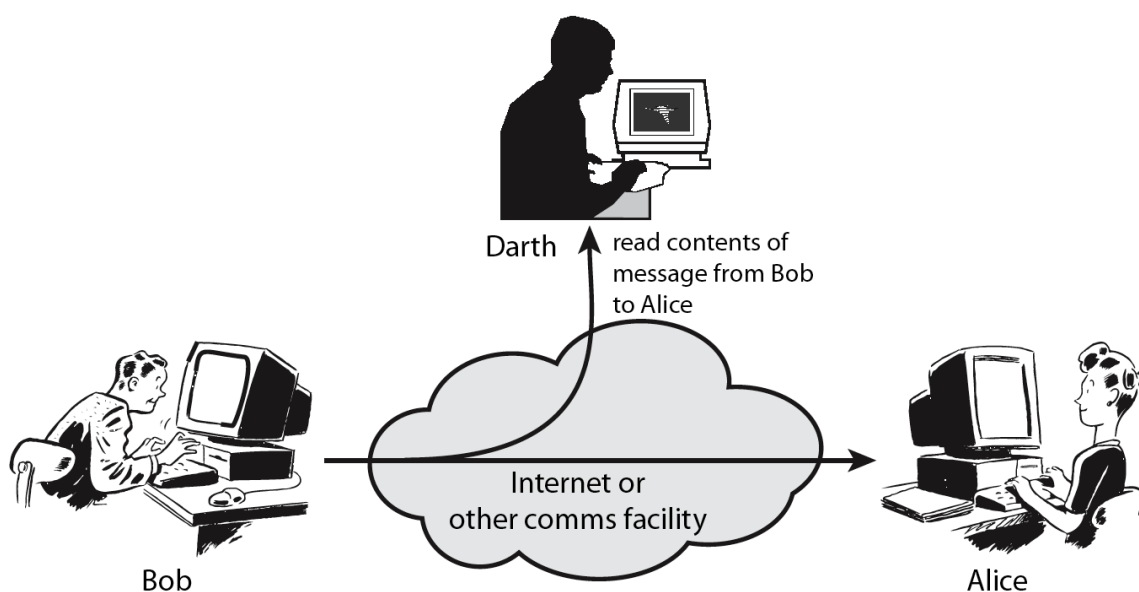 Darth
read contents of
message from Bob
to Alice
Internet or
other comms facility
Bob
Alice